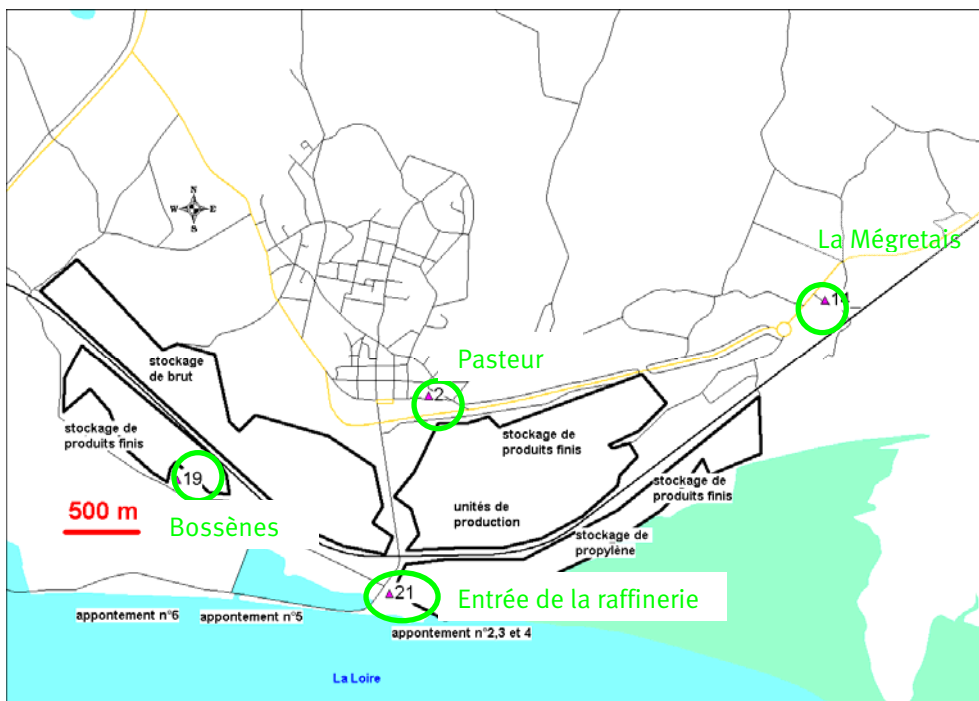 N
W E
S
La Mégretais
14
Pasteur
2
stockage
de brut
stockage de
produits finis
stockage de
produits finis
19
500 m
Bossènes
unités de
production
stockage de
produits finis
stockage de
propylène
21
Entrée de la raffinerie
appontement n°6
appontement n°5
appontement n°2,3 et 4
La Loire